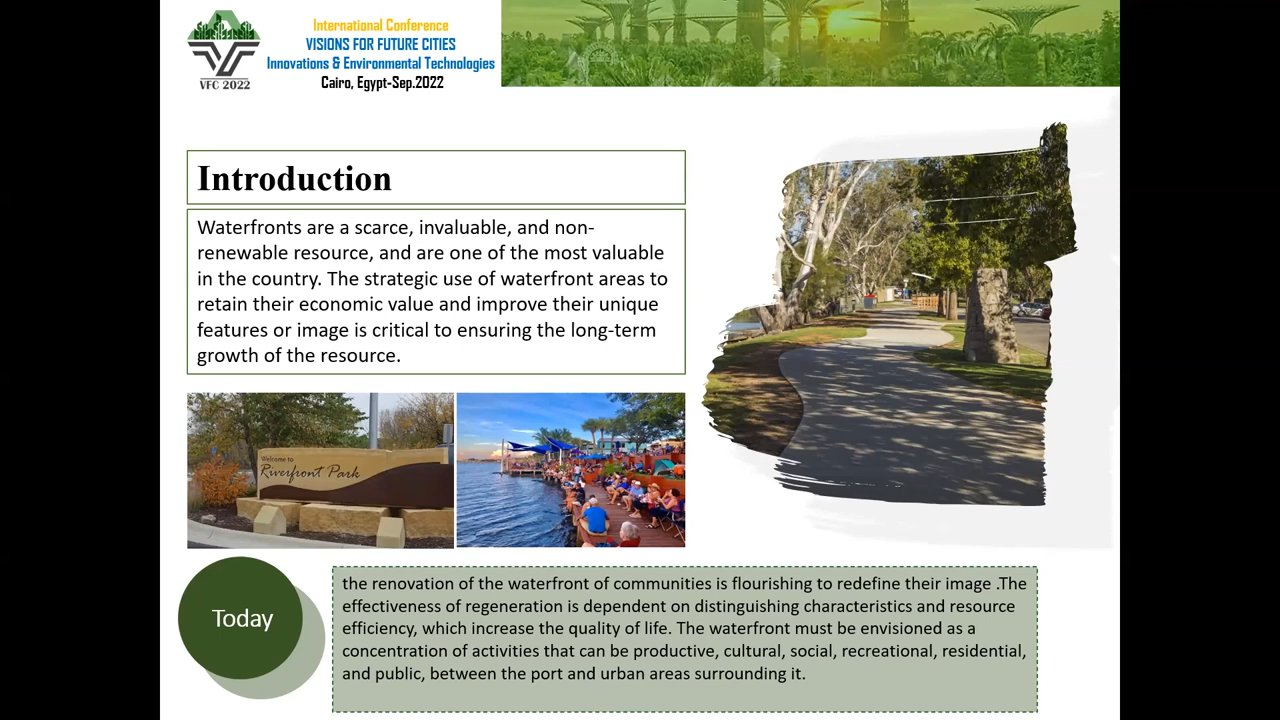 VFC 2022
International Conference
VISIONS FOR FUTURE CITIES
Innovations & Environmental Technologies
Cairo, Egypt-Sep.2022
Introduction
Waterfronts are a scarce, invaluable, and non-
renewable resource, and are one of the most valuable
in the country. The strategic use of waterfront areas to
retain their economic value and improve their unique
features or image is critical to ensuring the long-term
growth of the resource.
Welcome to
Riverfront Park
Today
the renovation of the waterfront of communities is flourishing to redefine their image .The
effectiveness of regeneration is dependent on distinguishing characteristics and resource
efficiency, which increase the quality of life. The waterfront must be envisioned as a
concentration of activities that can be productive, cultural, social, recreational, residential,
and public, between the port and urban areas surrounding it.